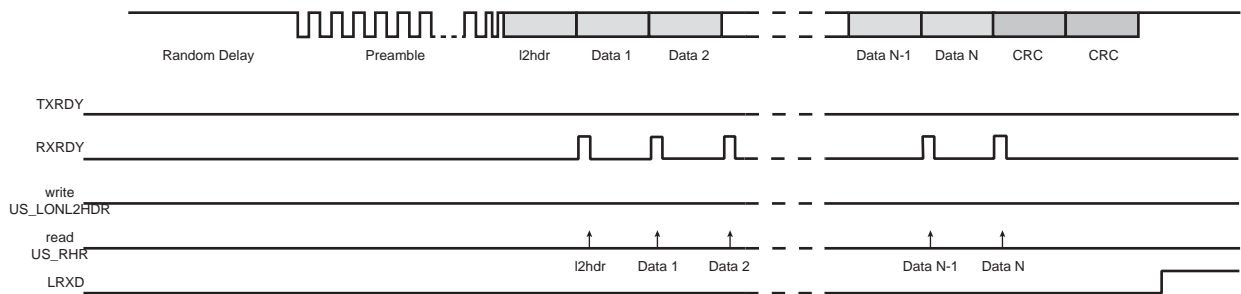 Random Delay Preamble l2hdr Data 1 Data 2 Data N-1 Data N CRC CRC
TXRDY
RXRDY
write
US_LONL2HDR
read
US_RHR
l2hdr Data 1 Data 2 Data N-1 Data N
LRXD